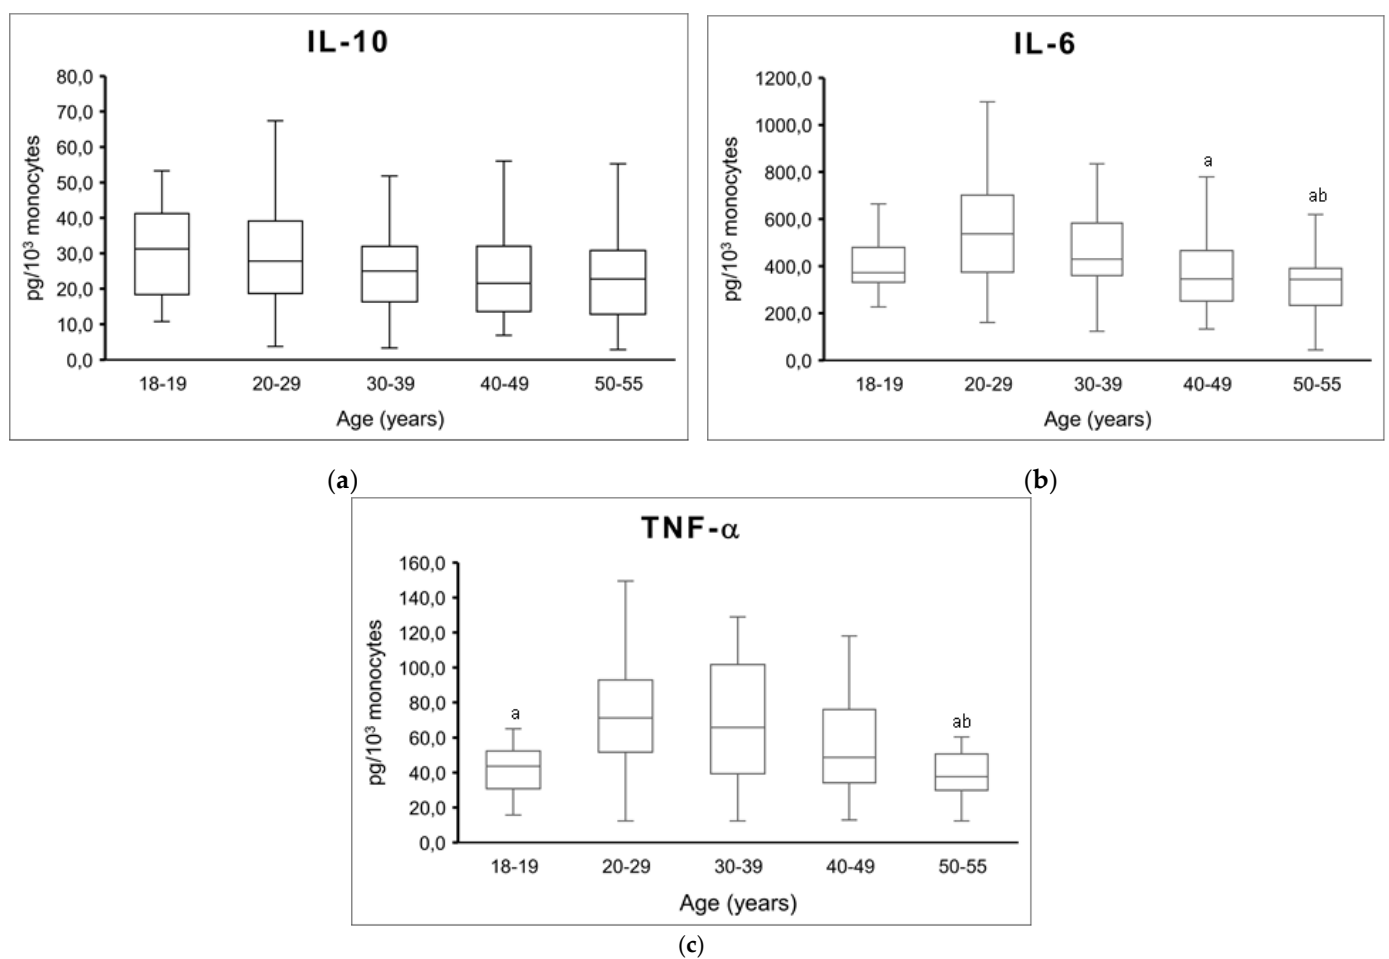 IL-10
80,0
70,0
60,0
50,0
40,0
30,0
20,0
10,0
0,0
pg/10³ monocytes
18-19 20-29 30-39 40-49 50-55
Age (years)
(a)
IL-6
1200,0
1000,0
800,0
600,0
400,0
200,0
0,0
pg/10³ monocytes
a
ab
18-19 20-29 30-39 40-49 50-55
Age (years)
(b)
TNF-α
160,0
140,0
120,0
100,0
80,0
60,0
40,0
20,0
0,0
pg/10³ monocytes
a
ab
18-19 20-29 30-39 40-49 50-55
Age (years)
(c)